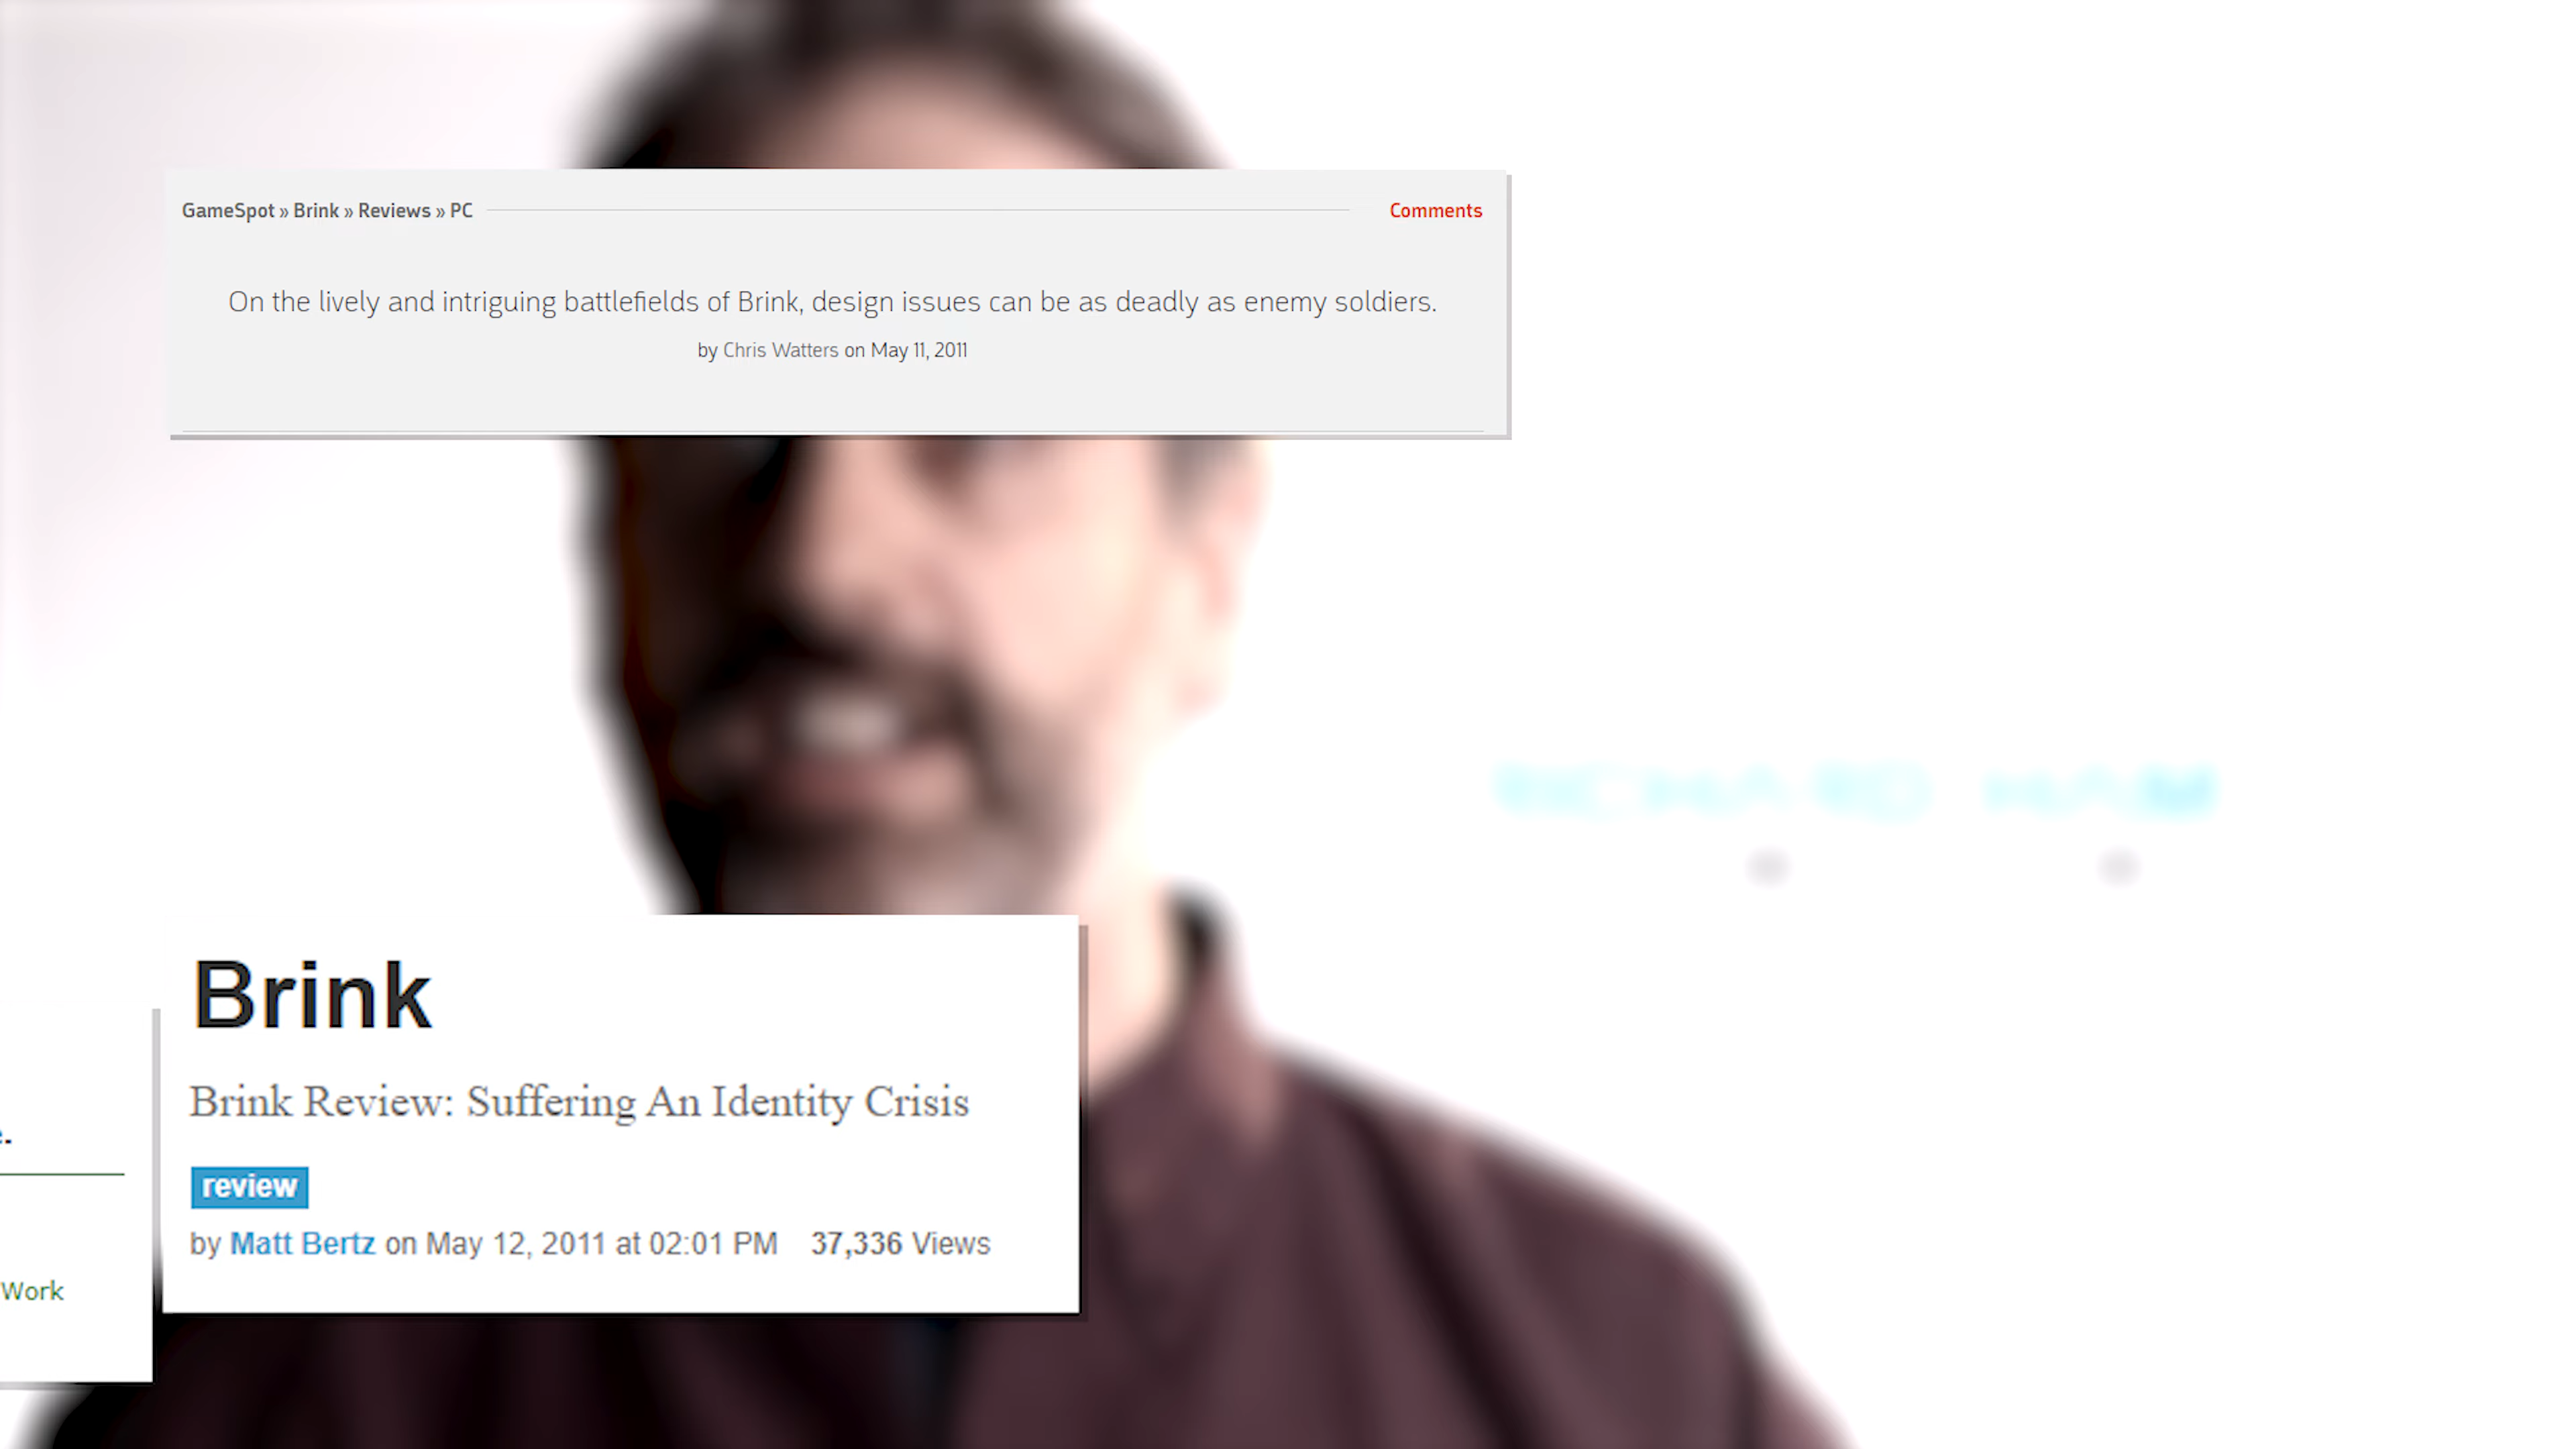 GameSpot » Brink » Reviews » PC
Comments
On the lively and intriguing battlefields of Brink, design issues can be as deadly as enemy soldiers.
by Chris Watters on May 11, 2011
RICHARD HAM
Brink
Brink Review: Suffering An Identity Crisis
review
by Matt Bertz on May 12, 2011 at 02:01 PM 37,336 Views
Work